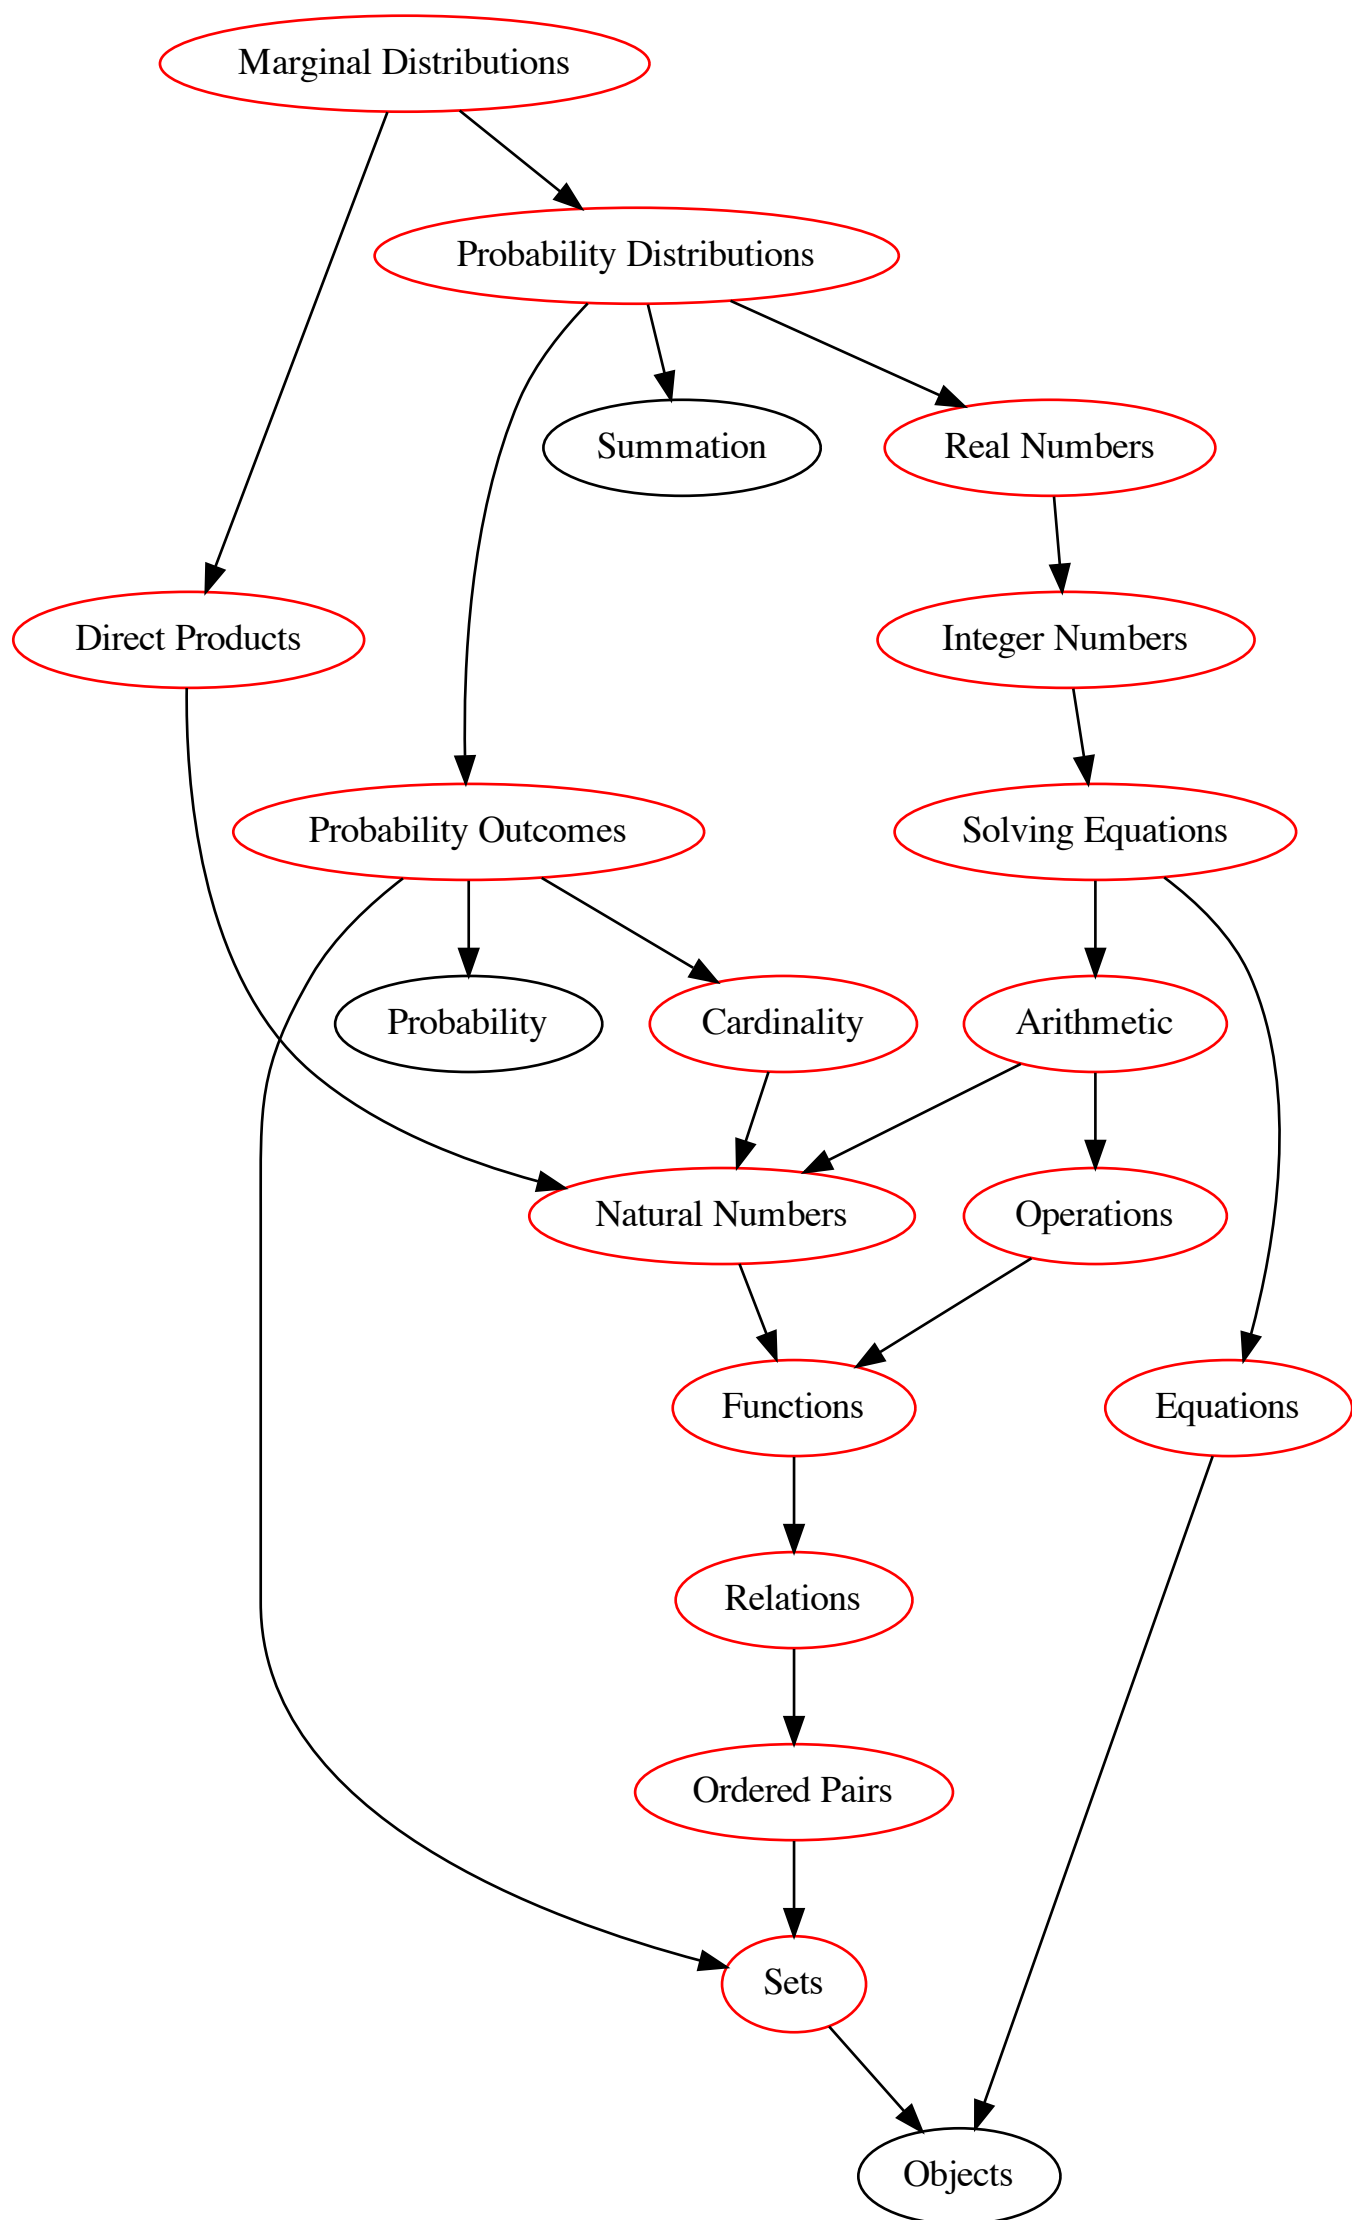 Marginal Distributions
Probability Distributions
Summation
Real Numbers
Direct Products
Integer Numbers
Probability Outcomes
Solving Equations
Probability
Cardinality
Arithmetic
Natural Numbers
Operations
Functions
Equations
Relations
Ordered Pairs
Sets
Objects